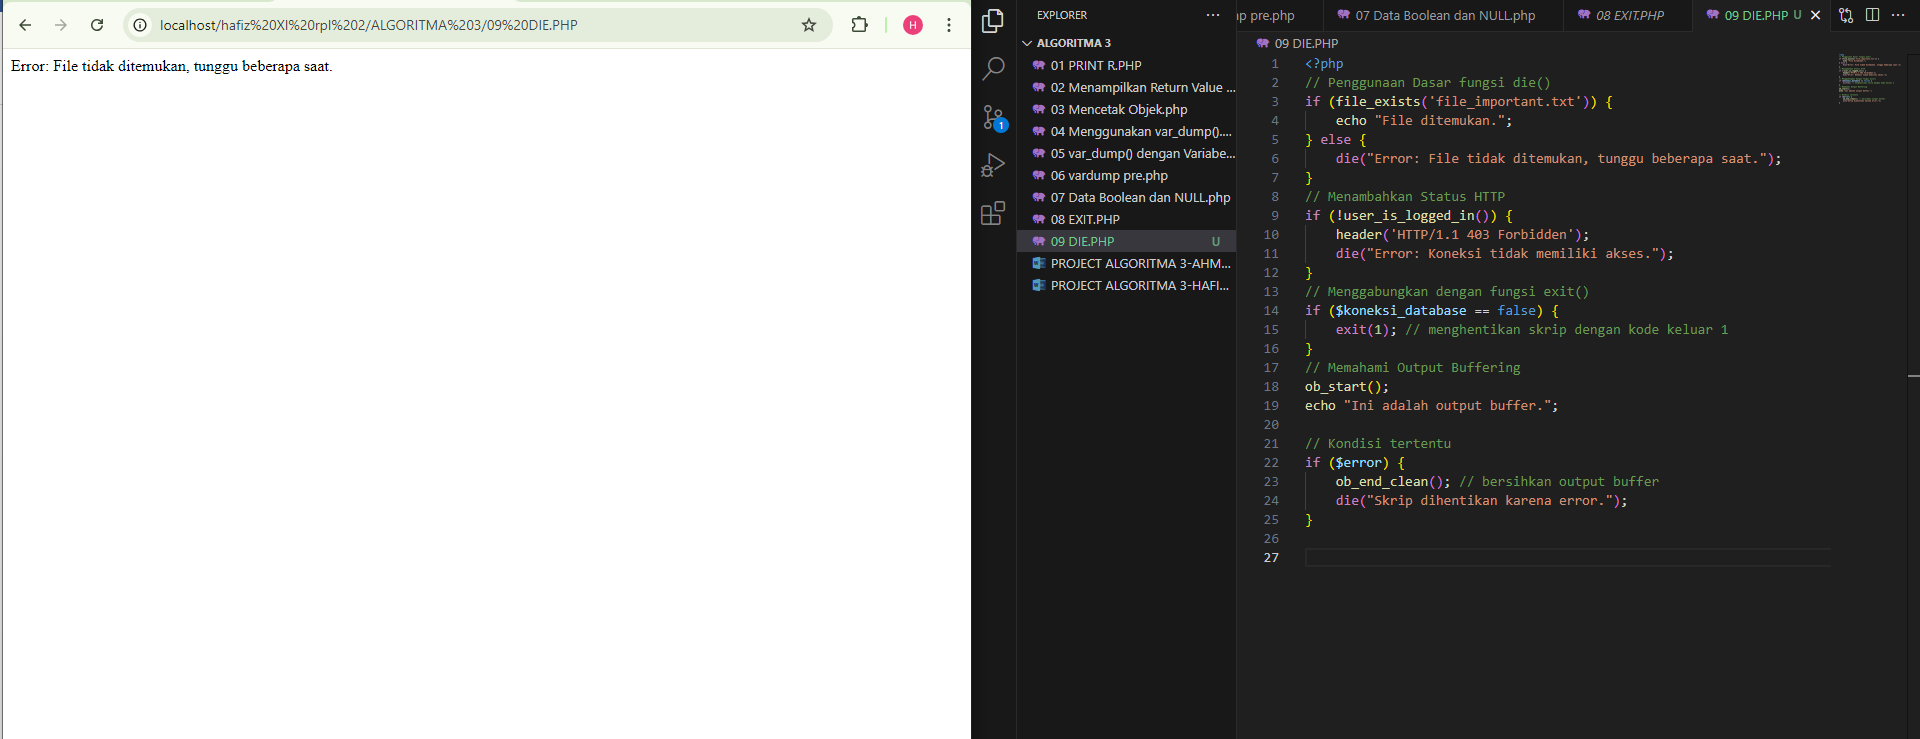 localhost/hafiz%20XI%20rpl%202/ALGORITMA%203/09%20DIE.PHP
H
Error: File tidak ditemukan, tunggu beberapa saat.
EXPLORER
ALGORITMA 3
01 PRINT R.PHP
02 Menampilkan Return Value ...
03 Mencetak Objek.php
04 Menggunakan var_dump()....
05 var_dump() dengan Variabe...
06 vardump pre.php
07 Data Boolean dan NULL.php
08 EXIT.PHP
09 DIE.PHP U
PROJECT ALGORITMA 3-AHM...
PROJECT ALGORITMA 3-HAFI...
1
pre.php
07 Data Boolean dan NULL.php
08 EXIT.PHP
09 DIE.PHP U
09 DIE.PHP
1 <?php
2 // Penggunaan Dasar fungsi die()
3 if (file_exists('file_important.txt')) {
4     echo "File ditemukan.";
5 } else {
6     die("Error: File tidak ditemukan, tunggu beberapa saat.");
7 }
8 // Menambahkan Status HTTP
9 if (!user_is_logged_in()) {
10     header('HTTP/1.1 403 Forbidden');
11     die("Error: Koneksi tidak memiliki akses.");
12 }
13 // Menggabungkan dengan fungsi exit()
14 if ($koneksi_database == false) {
15     exit(1); // menghentikan skrip dengan kode keluar 1
16 }
17 // Memahami Output Buffering
18 ob_start();
19 echo "Ini adalah output buffer.";
20
21 // Kondisi tertentu
22 if ($error) {
23     ob_end_clean(); // bersihkan output buffer
24     die("Skrip dihentikan karena error.");
25 }
26
27